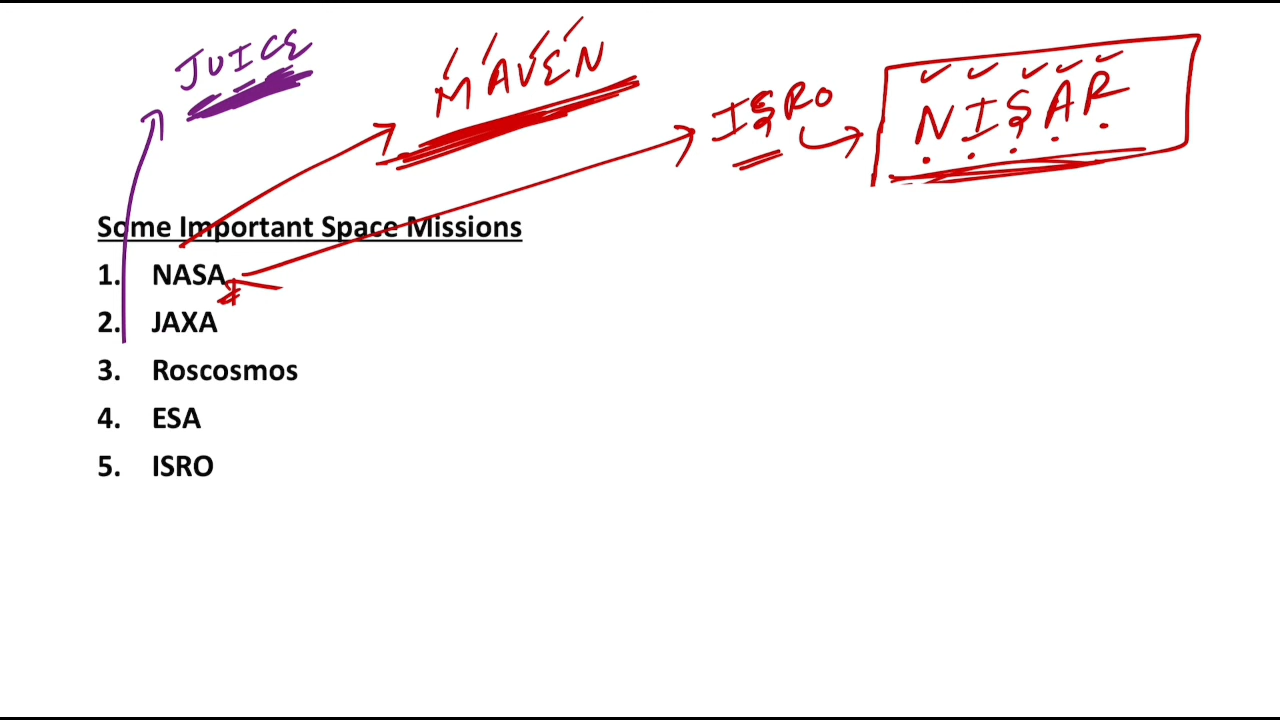 JUICE
MAVEN
ISRO
NISAR
Some Important Space Missions
1. NASA
2. JAXA
3. Roscosmos
4. ESA
5. ISRO